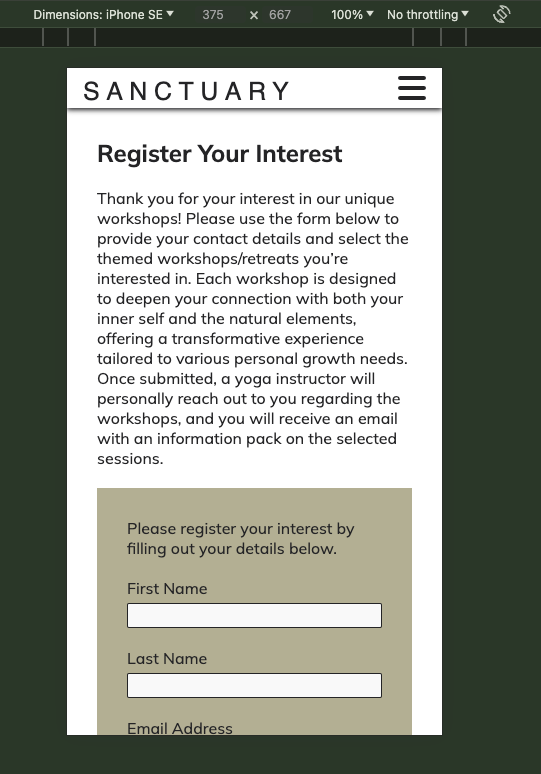 Dimensions: iPhone SE 375 × 667 100% No throttling
SANCTUARY
Register Your Interest
Thank you for your interest in our unique
workshops! Please use the form below to
provide your contact details and select the
themed workshops/retreats you’re
interested in. Each workshop is designed
to deepen your connection with both your
inner self and the natural elements,
offering a transformative experience
tailored to various personal growth needs.
Once submitted, a yoga instructor will
personally reach out to you regarding the
workshops, and you will receive an email
with an information pack on the selected
sessions.
Please register your interest by
filling out your details below.
First Name
Last Name
Email Address